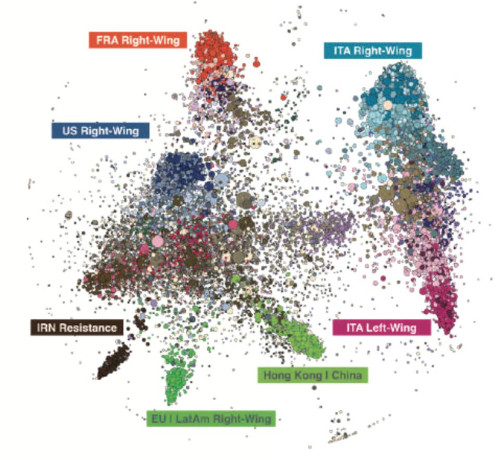 FRA Right-Wing
ITA Right-Wing
US Right-Wing
IRN Resistance
ITA Left-Wing
Hong Kong | China
EU | LatAm Right-Wing